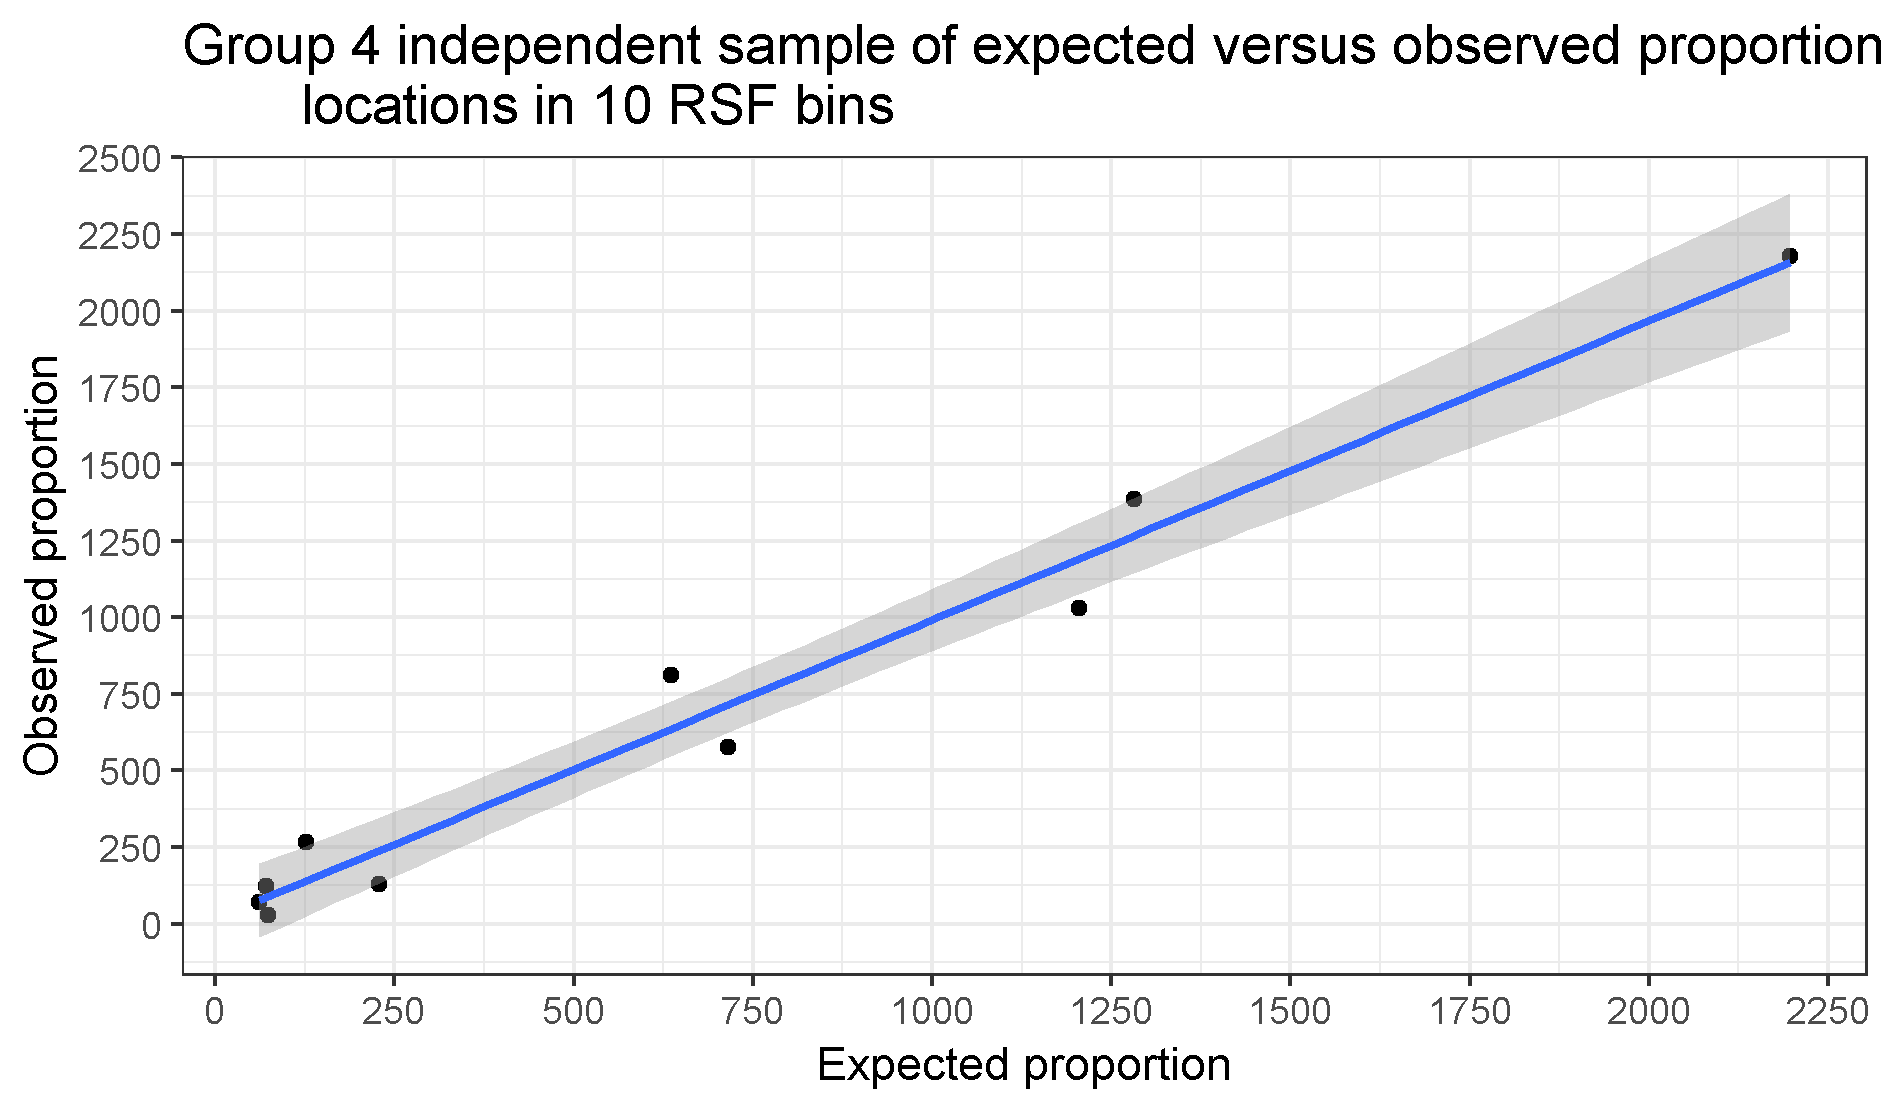 Group 4 independent sample of expected versus observed proportion
locations in 10 RSF bins
2500
2250
2000
1750
1500
1250
1000
750
500
250
0
Observed proportion
0 250 500 750 1000 1250 1500 1750 2000 2250
Expected proportion